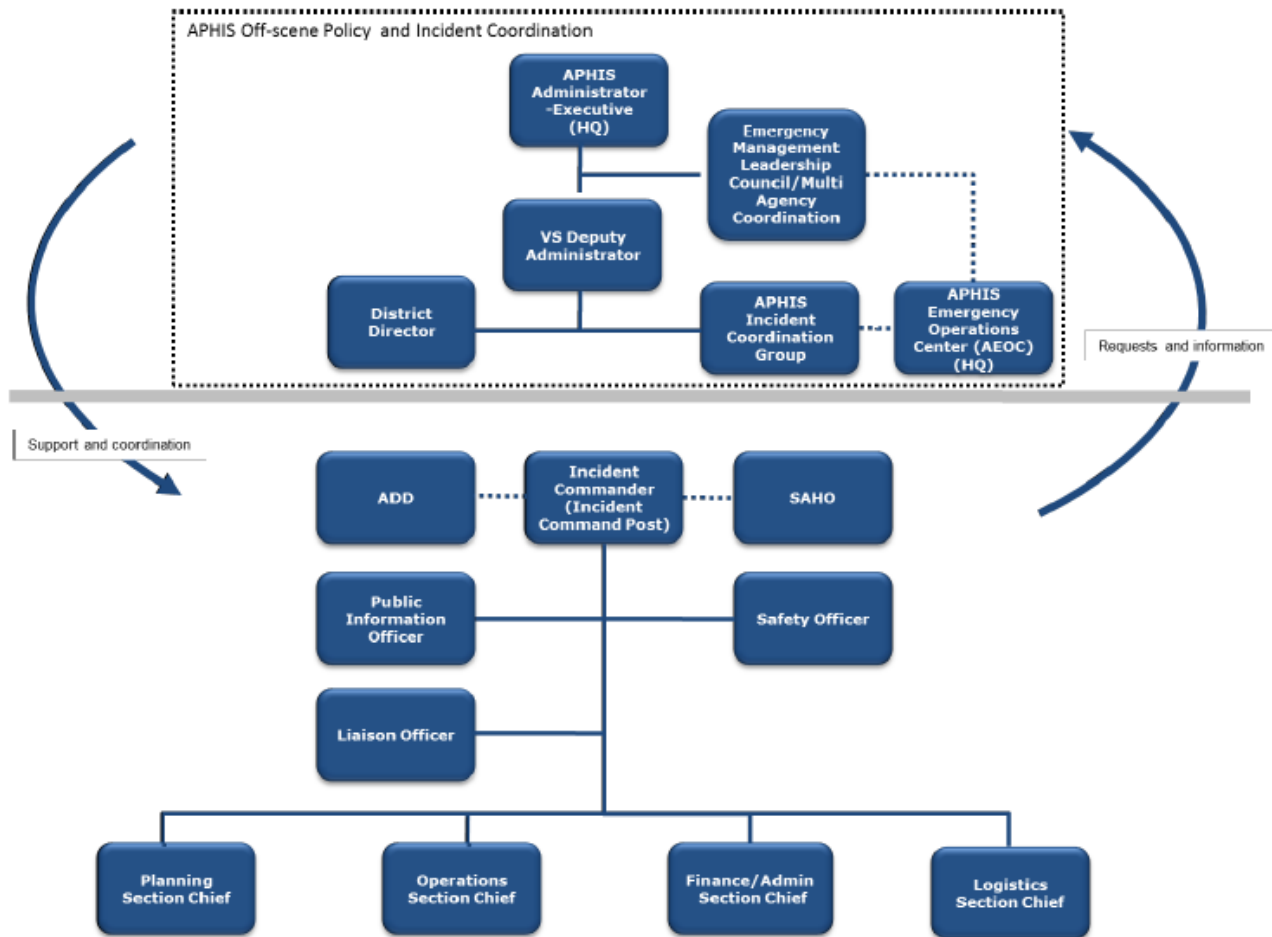 APHIS Off-scene Policy and Incident Coordination
APHIS
Administrator
-Executive
(HQ)
Emergency
Management
Leadership
Council/Multi
Agency
Coordination
VS Deputy
Administrator
District
Director
APHIS
Incident
Coordination
Group
APHIS
Emergency
Operations
Center (AEOC)
(HQ)
Requests and information
Support and coordination
ADD
Incident
Commander
(Incident
Command Post)
SAHO
Public
Information
Officer
Safety Officer
Liaison Officer
Planning
Section Chief
Operations
Section Chief
Finance/Admin
Section Chief
Logistics
Section Chief